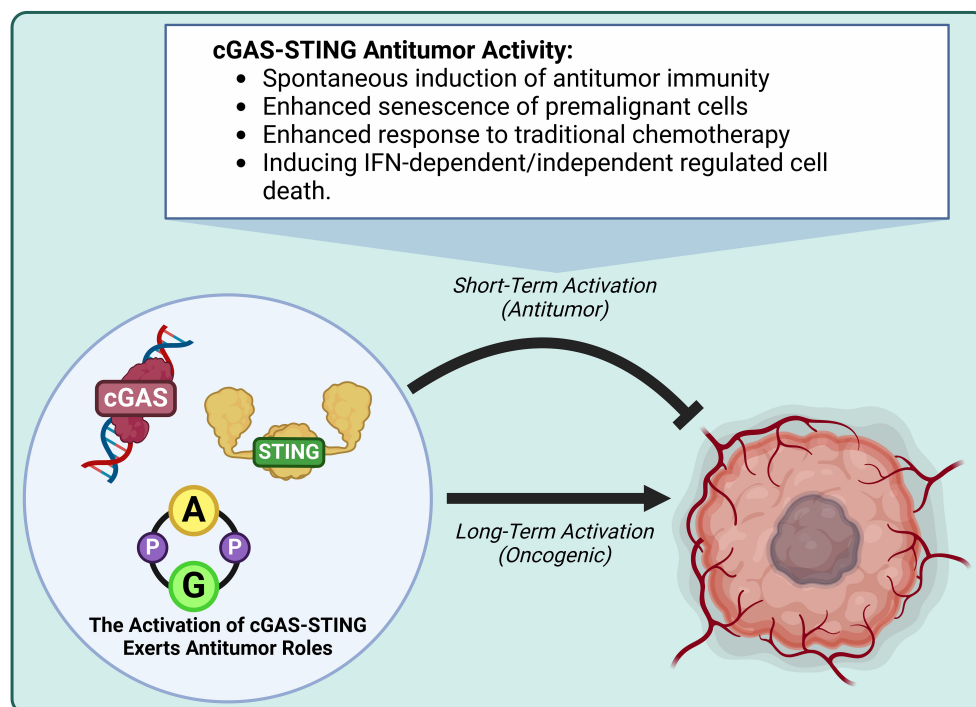 cGAS-STING Antitumor Activity:
• Spontaneous induction of antitumor immunity
• Enhanced senescence of premalignant cells
• Enhanced response to traditional chemotherapy
• Inducing IFN-dependent/independent regulated cell
death.
Short-Term Activation
(Antitumor)
cGAS
STING
A
P
P
G
The Activation of cGAS-STING
Exerts Antitumor Roles
Long-Term Activation
(Oncogenic)